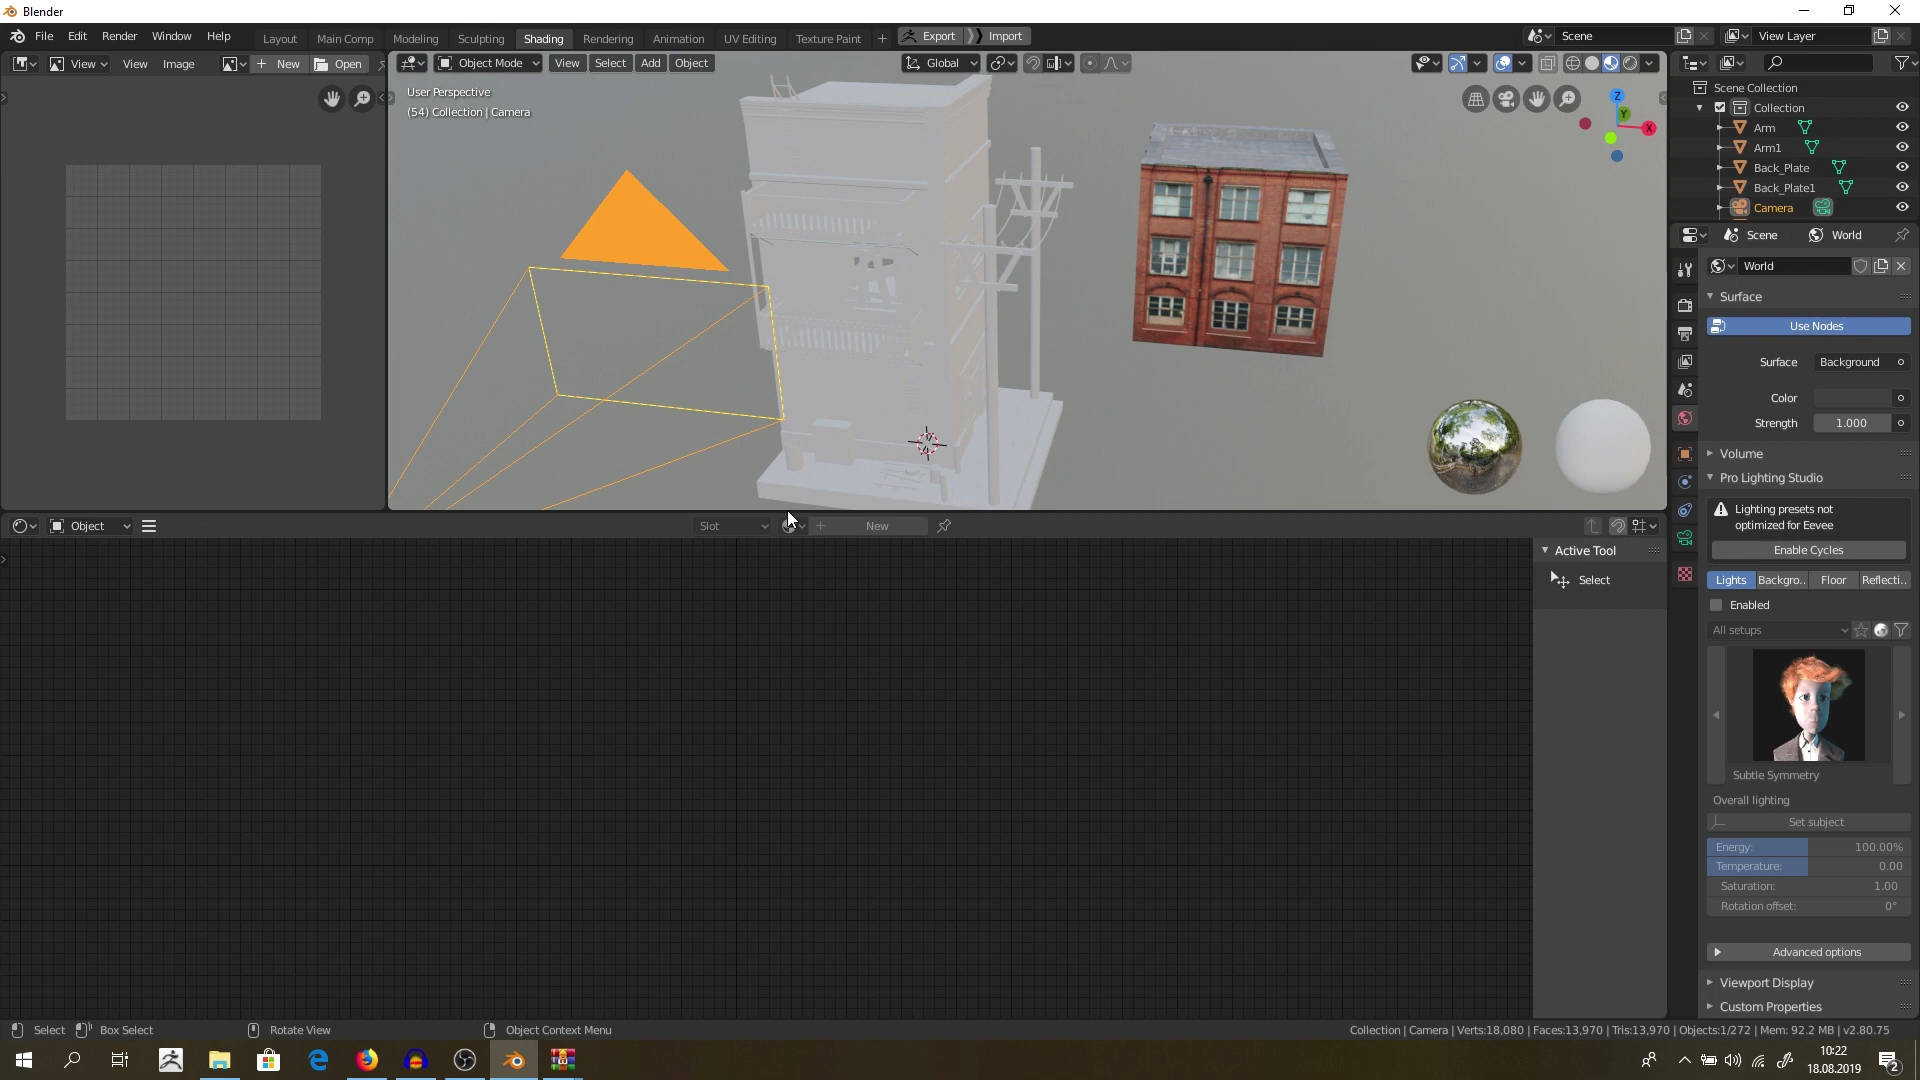 Blender
File Edit Render Window Help Layout Main Comp Modeling Sculpting Shading Rendering Animation UV Editing Texture Paint + Export Import Scene View Layer
View View Image New Open Object Mode View Select Add Object Global
User Perspective
(54) Collection | Camera
Z
Y
X
Scene Collection
Collection
Arm
Arm1
Back_Plate
Back_Plate1
Camera
Scene World
World
Surface
Use Nodes
Surface Background
Color
Strength 1.000
Volume
Pro Lighting Studio
Lighting presets not
optimized for Eevee
Enable Cycles
Lights Backgro.. Floor Reflecti..
Enabled
All setups
Subtle Symmetry
Overall lighting
Set subject
Energy: 100.00%
Temperature: 0.00
Saturation: 1.00
Rotation offset: 0°
Advanced options
Viewport Display
Custom Properties
Object Slot New
Active Tool
Select
Select Box Select Rotate View Object Context Menu Collection | Camera | Verts:18,080 | Faces:13,970 | Tris:13,970 | Objects:1/272 | Mem: 92.2 MB | v2.80.75
10:22
18.08.2019
2